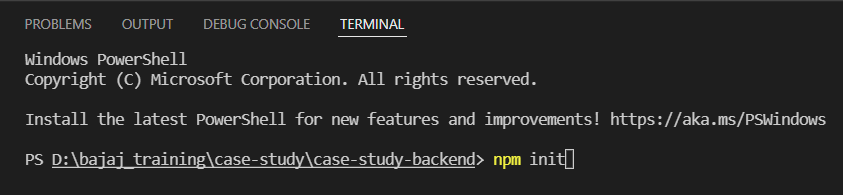 PROBLEMS OUTPUT DEBUG CONSOLE TERMINAL
Windows PowerShell
Copyright (C) Microsoft Corporation. All rights reserved.
Install the latest PowerShell for new features and improvements! https://aka.ms/PSWindows
PS D:\bajaj_training\case-study\case-study-backend> npm init